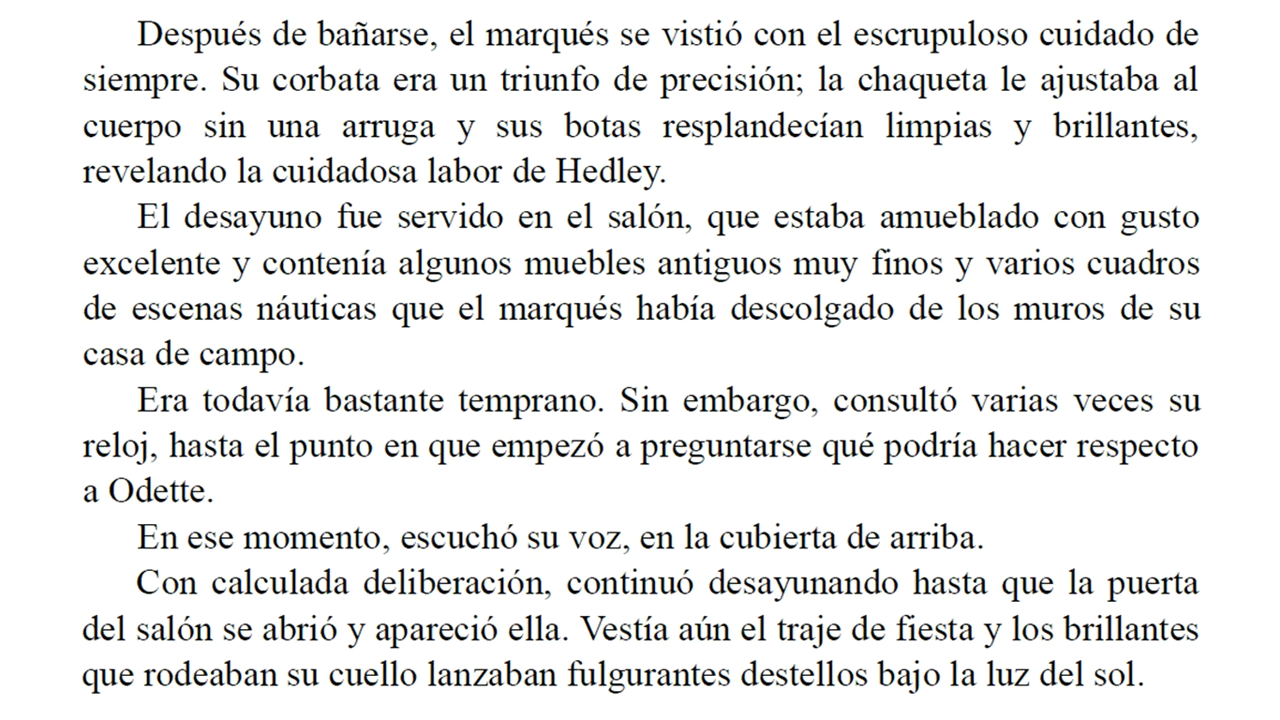 Después de bañarse, el marqués se vistió con el escrupuloso cuidado de
siempre. Su corbata era un triunfo de precisión; la chaqueta le ajustaba al
cuerpo sin una arruga y sus botas resplandecían limpias y brillantes,
revelando la cuidadosa labor de Hedley.
El desayuno fue servido en el salón, que estaba amueblado con gusto
excelente y contenía algunos muebles antiguos muy finos y varios cuadros
de escenas náuticas que el marqués había descolgado de los muros de su
casa de campo.
Era todavía bastante temprano. Sin embargo, consultó varias veces su
reloj, hasta el punto en que empezó a preguntarse qué podría hacer respecto
a Odette.
En ese momento, escuchó su voz, en la cubierta de arriba.
Con calculada deliberación, continuó desayunando hasta que la puerta
del salón se abrió y apareció ella. Vestía aún el traje de fiesta y los brillantes
que rodeaban su cuello lanzaban fulgurantes destellos bajo la luz del sol.